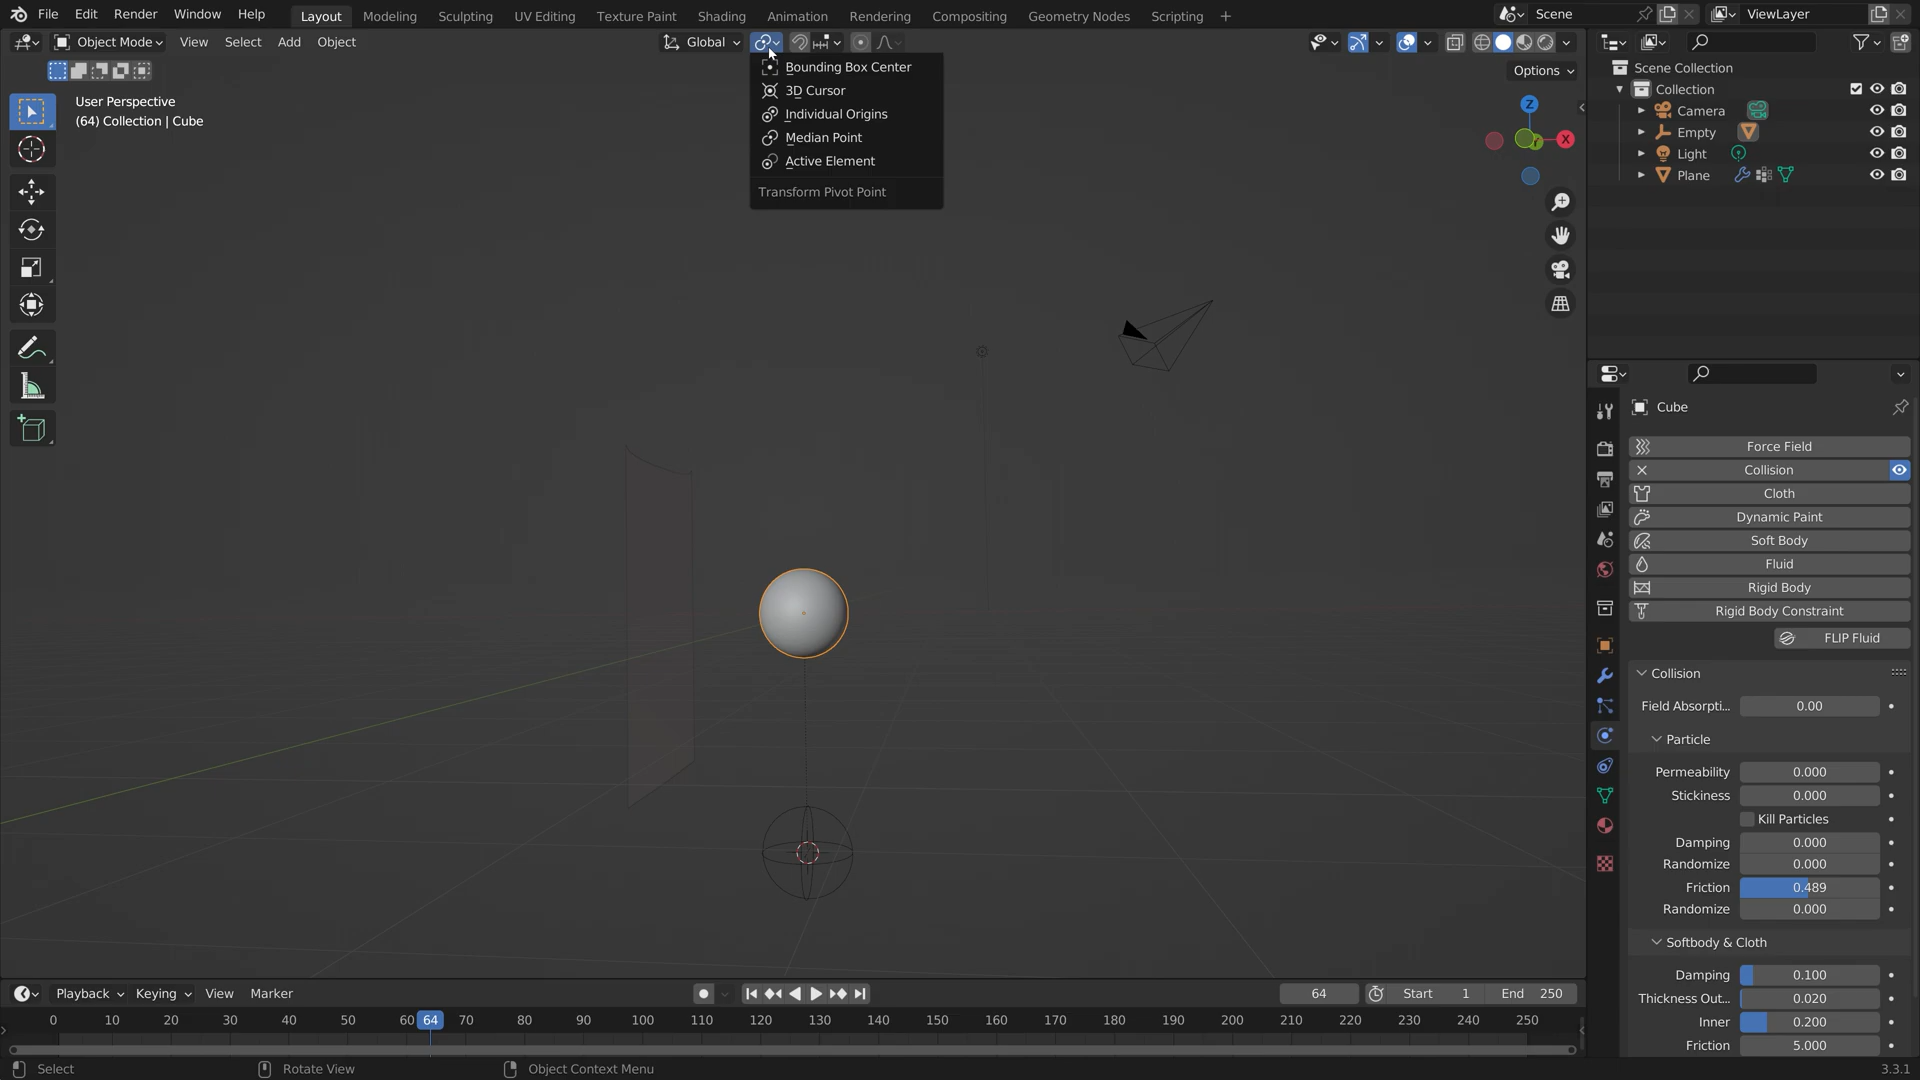 File Edit Render Window Help Layout Modeling Sculpting UV Editing Texture Paint Shading Animation Rendering Compositing Geometry Nodes Scripting + Scene ViewLayer
Object Mode View Select Add Object Global
Options
User Perspective
(64) Collection | Cube
Bounding Box Center
3D Cursor
Individual Origins
Median Point
Active Element
Transform Pivot Point
Z
X
Y
Scene Collection
Collection
Camera
Empty
Light
Plane
Cube
Force Field
Collision
Cloth
Dynamic Paint
Soft Body
Fluid
Rigid Body
Rigid Body Constraint
FLIP Fluid
Collision
Field Absorpti... 0.00
Particle
Permeability 0.000
Stickiness 0.000
Kill Particles
Damping 0.000
Randomize 0.000
Friction 0.489
Randomize 0.000
Softbody & Cloth
Damping 0.100
Thickness Out... 0.020
Inner 0.200
Friction 5.000
Playback Keying View Marker 64 Start 1 End 250
0 10 20 30 40 50 60 64 70 80 90 100 110 120 130 140 150 160 170 180 190 200 210 220 230 240 250
Select Rotate View Object Context Menu 3.3.1